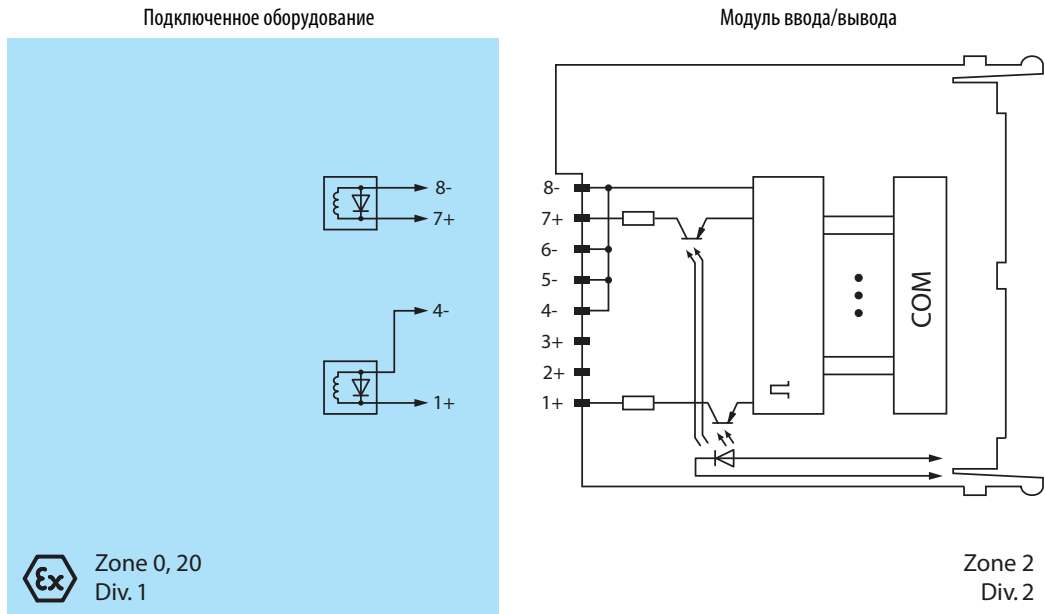 Подключенное оборудование
Модуль ввода/вывода
8-
7+
4-
1+
8-
7+
6-
5-
4-
3+
2+
1+
COM
Ex
Zone 0, 20
Div. 1
Zone 2
Div. 2